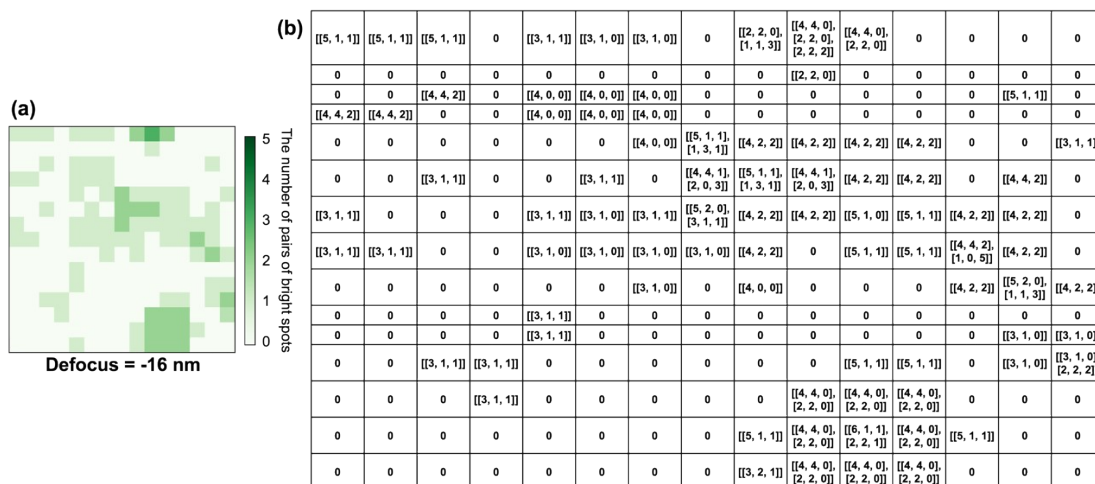 (a)
5
4
3
2
1
0
The number of pairs of bright spots
Defocus = -16 nm
(b)
[[5, 1, 1]] [[5, 1, 1]] [[5, 1, 1]] 0 [[3, 1, 1]] [[3, 1, 0]] [[3, 1, 0]] 0 [[2, 2, 0], [1, 1, 3]] [[4, 4, 0], [2, 2, 0], [2, 2, 2]] [[4, 4, 0], [2, 2, 0]] 0 0 0 0
0 0 0 0 0 0 0 0 0 [[2, 2, 0]] 0 0 0 0 0
0 0 [[4, 4, 2]] 0 [[4, 0, 0]] [[4, 0, 0]] [[4, 0, 0]] 0 0 0 0 0 0 [[5, 1, 1]] 0
[[4, 4, 2]] [[4, 4, 2]] 0 0 [[4, 0, 0]] [[4, 0, 0]] [[4, 0, 0]] 0 0 0 0 0 0 0 0
0 0 0 0 0 0 [[4, 0, 0]] [[5, 1, 1], [1, 3, 1]] [[4, 2, 2]] [[4, 2, 2]] [[4, 2, 2]] [[4, 2, 2]] 0 0 [[3, 1, 1]
0 0 [[3, 1, 1]] 0 0 [[3, 1, 1]] 0 [[4, 4, 1], [2, 0, 3]] [[5, 1, 1], [1, 3, 1]] [[4, 4, 1], [2, 0, 3]] [[4, 2, 2]] [[4, 2, 2]] 0 [[4, 4, 2]] 0
[[3, 1, 1]] 0 0 0 [[3, 1, 1]] [[3, 1, 0]] [[3, 1, 1]] [[5, 2, 0], [3, 1, 1]] [[4, 2, 2]] [[4, 2, 2]] [[5, 1, 0]] [[5, 1, 1]] [[4, 2, 2]] [[4, 2, 2]] 0
[[3, 1, 1]] [[3, 1, 1]] 0 0 [[3, 1, 0]] [[3, 1, 0]] [[3, 1, 0]] [[3, 1, 0]] [[4, 2, 2]] 0 [[5, 1, 1]] [[5, 1, 1]] [[4, 4, 2], [1, 0, 5]] [[4, 2, 2]] 0
0 0 0 0 0 0 [[3, 1, 0]] 0 [[4, 0, 0]] 0 0 0 [[4, 2, 2]] [[5, 2, 0], [1, 1, 3]] [[4, 2, 2]
0 0 0 0 [[3, 1, 1]] 0 0 0 0 0 0 0 0 0 0
0 0 0 0 [[3, 1, 1]] 0 0 0 0 0 0 0 0 [[3, 1, 0]] [[3, 1, 0]
0 0 [[3, 1, 1]] [[3, 1, 1]] 0 0 0 0 0 0 [[5, 1, 1]] [[5, 1, 1]] 0 [[3, 1, 0]] [[3, 1, 0] [2, 2, 2]
0 0 0 [[3, 1, 1]] 0 0 0 0 0 [[4, 4, 0], [2, 2, 0]] [[4, 4, 0], [2, 2, 0]] [[4, 4, 0], [2, 2, 0]] 0 0 0
0 0 0 0 0 0 0 0 [[5, 1, 1]] [[4, 4, 0], [2, 2, 0]] [[6, 1, 1], [2, 2, 1]] [[4, 4, 0], [2, 2, 0]] [[5, 1, 1]] 0 0
0 0 0 0 0 0 0 0 [[3, 2, 1]] [[4, 4, 0], [2, 2, 0]] [[4, 4, 0], [2, 2, 0]] [[4, 4, 0], [2, 2, 0]] 0 0 0